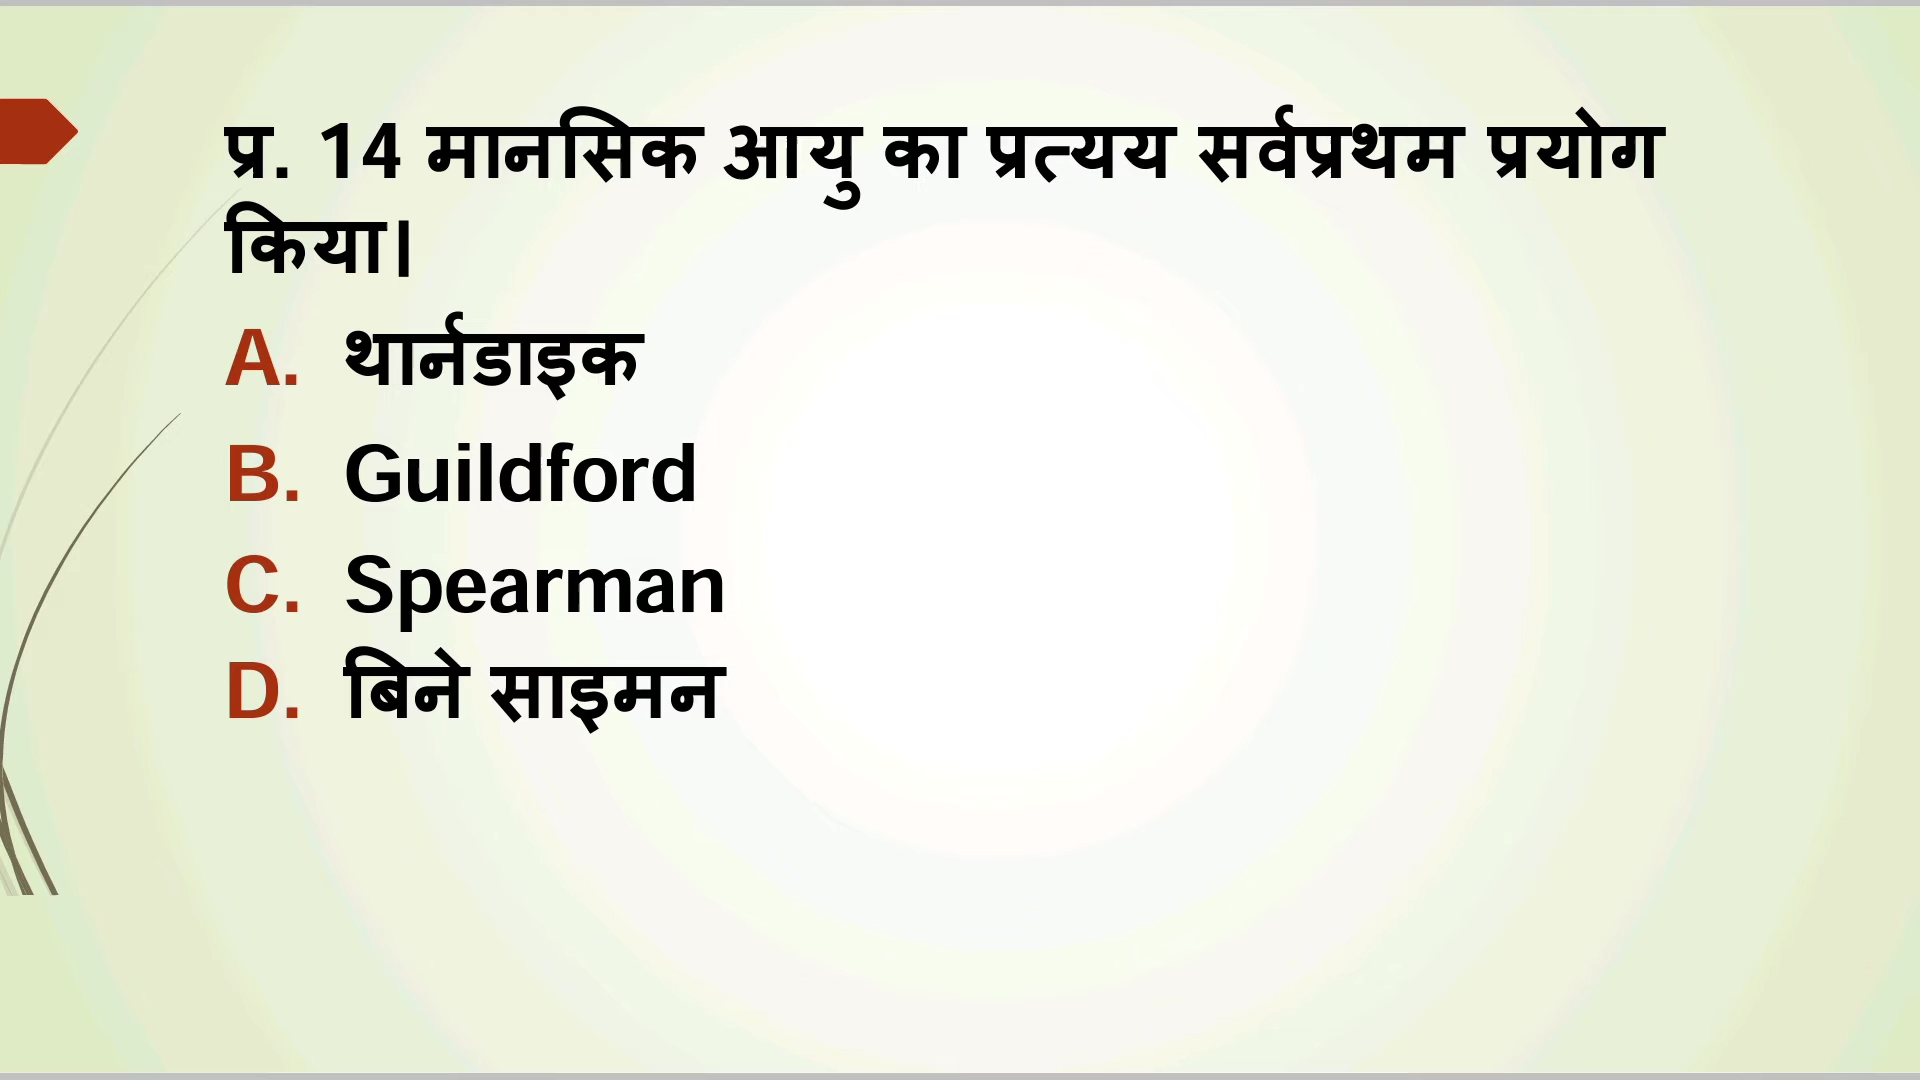 प्र. 14 मानसिक आयु का प्रत्यय सर्वप्रथम प्रयोग
किया।
A. थार्नडाइक
B. Guildford
C. Spearman
D. बिने साइमन